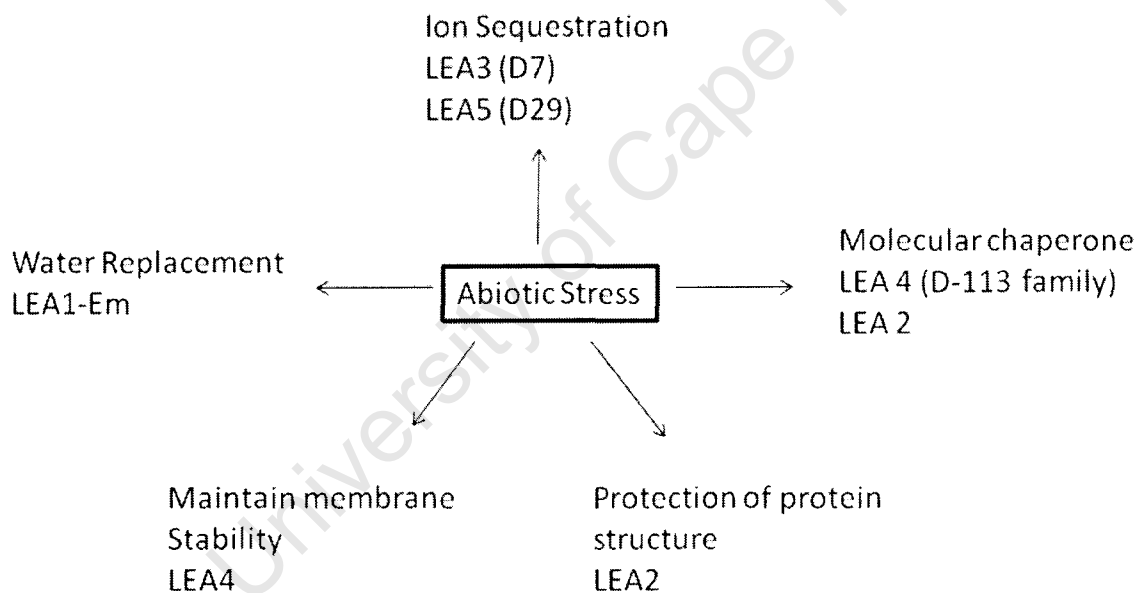 Ion Sequestration
LEA3 (D7)
LEA5 (D29)
Water Replacement
LEA1-Em
Abiotic Stress
Molecular chaperone
LEA 4 (D-113 family)
LEA 2
Maintain membrane
Stability
LEA4
Protection of protein
structure
LEA2
University of Cape T